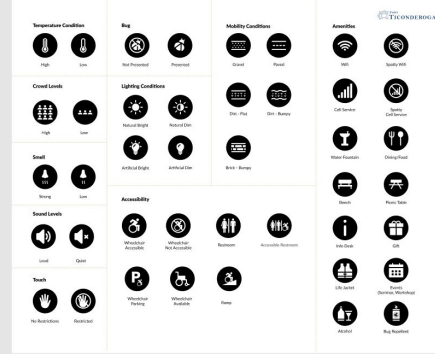 Temperature Condition
High
Low
Crowd Levels
High
Low
Smell
Strong
Low
Sound Levels
Loud
Quiet
Touch
No Restrictions
Restricted
Bug
Not Presented
Presented
Lighting Conditions
Natural Bright
Natural Dim
Artificial Bright
Artificial Dim
Mobility Conditions
Gravel
Paved
Dirt - Flat
Dirt - Bumpy
Brick - Bumpy
Accessibility
Wheelchair
Accessible
Wheelchair
Not Accessible
Restroom
Accessible Restroom
P
Wheelchair
Parking
Wheelchair
Available
Ramp
Amenities
Wifi
Spotty Wifi
Cell Service
Spotty
Cell Service
Water Fountain
Dining/Food
Bench
Picnic Table
Info Desk
Gift
Life Jacket
Events
(Seminar, Workshop)
Alcohol
Bug Repellent
FORT
TICONDEROGA